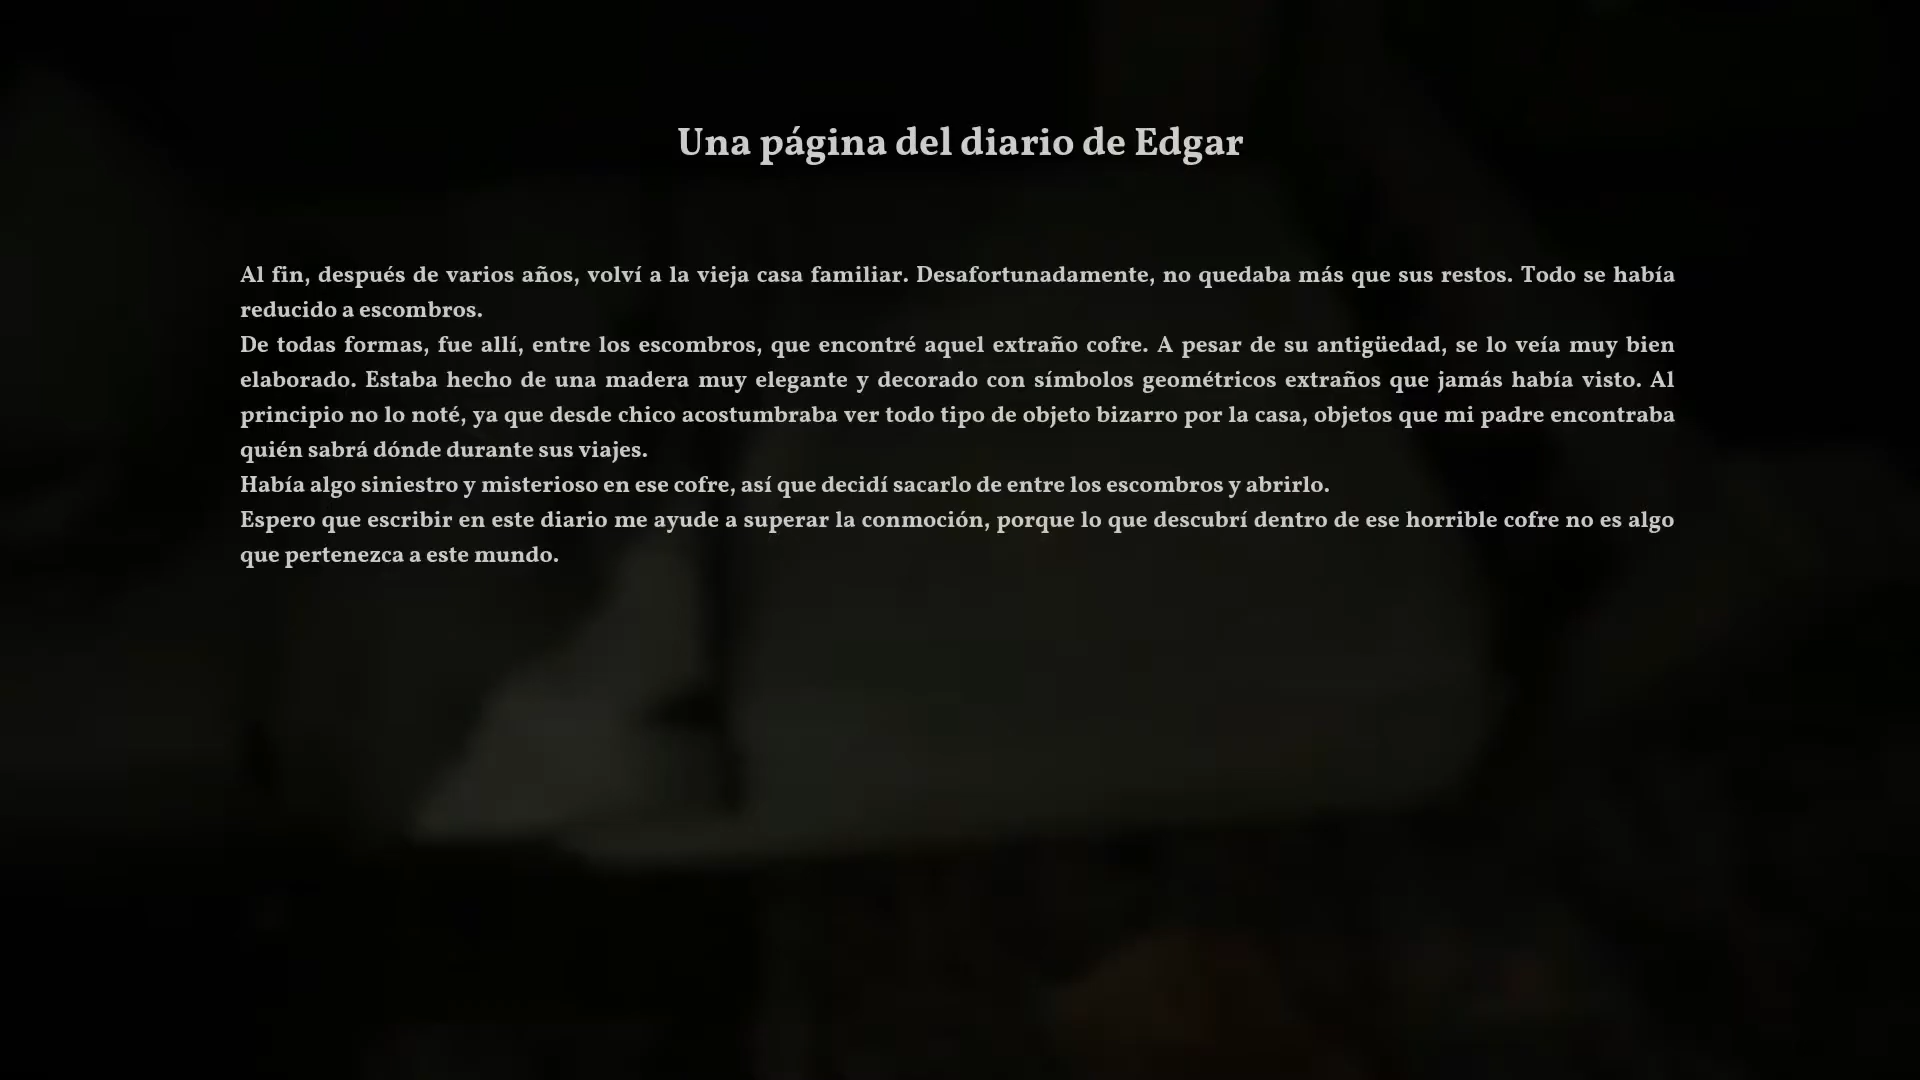 Una página del diario de Edgar
Al fin, después de varios años, volví a la vieja casa familiar. Desafortunadamente, no quedaba más que sus restos. Todo se había
reducido a escombros.
De todas formas, fue allí, entre los escombros, que encontré aquel extraño cofre. A pesar de su antigüedad, se lo veía muy bien
elaborado. Estaba hecho de una madera muy elegante y decorado con símbolos geométricos extraños que jamás había visto. Al
principio no lo noté, ya que desde chico acostumbraba ver todo tipo de objeto bizarro por la casa, objetos que mi padre encontraba
quién sabrá dónde durante sus viajes.
Había algo siniestro y misterioso en ese cofre, así que decidí sacarlo de entre los escombros y abrirlo.
Espero que escribir en este diario me ayude a superar la conmoción, porque lo que descubrí dentro de ese horrible cofre no es algo
que pertenezca a este mundo.